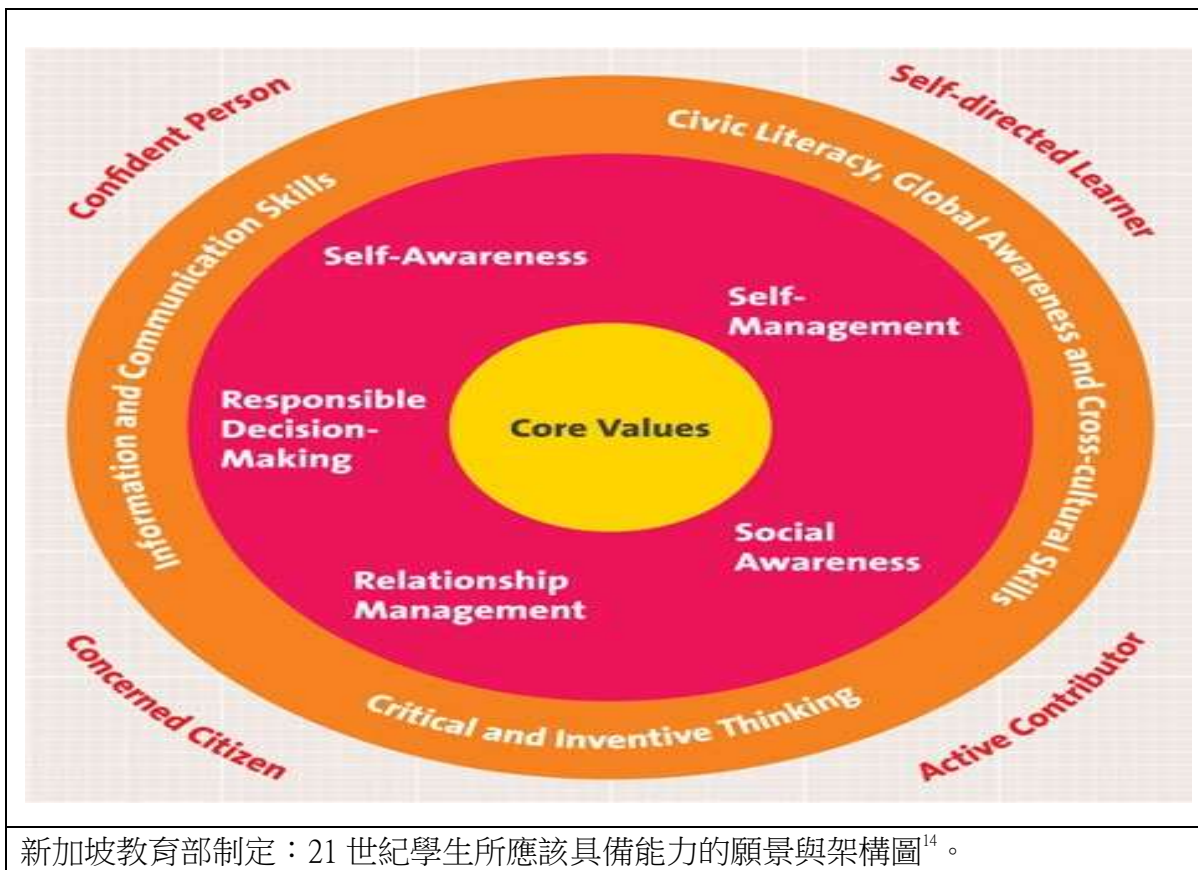 Confident Person
Self-directed Learner
Information and Communication Skills
Civic Literacy, Global Awareness and Cross-cultural Skills
Self-Awareness
Self-
Management
Core Values
Responsible
Decision-
Making
Social
Awareness
Relationship
Management
Critical and Inventive Thinking
Concerned Citizen
Active Contributor
新加坡教育部制定：21 世紀學生所應該具備能力的願景與架構圖14。